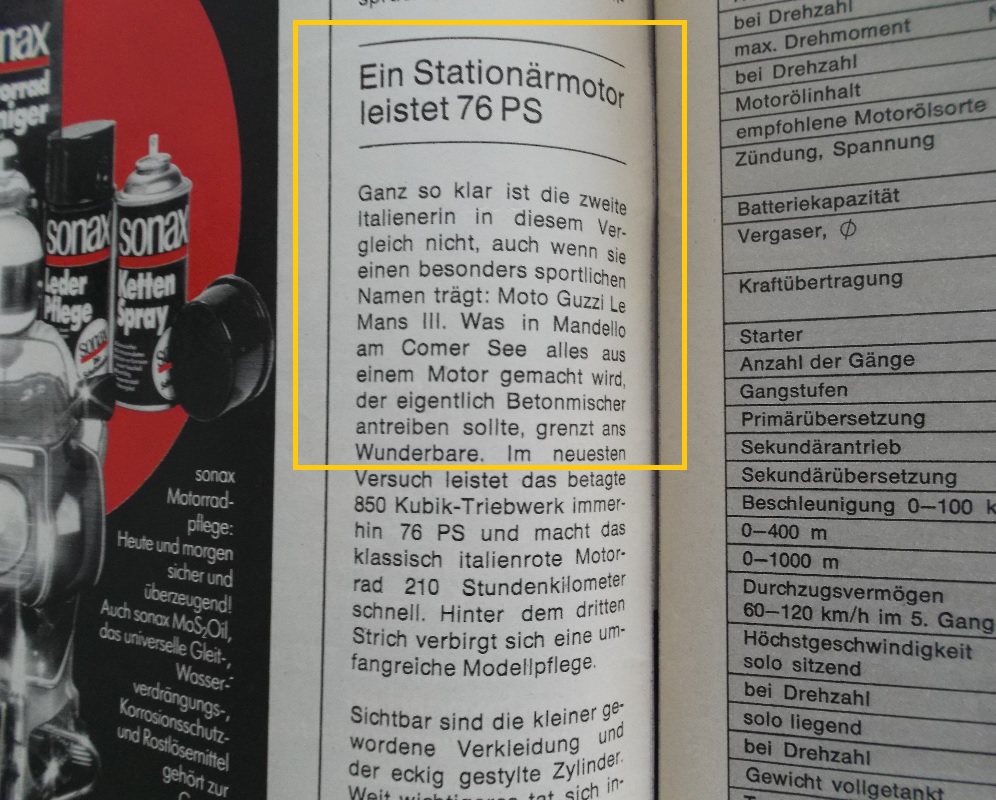 nax
orrad
niger
sonax
Leder
Pflege
sonax
Ketten
Spray
sonax
Motorrad-
pflege:
Heute und morgen
sicher und
überzeugend!
Auch sonax MoS₂Oil,
das universelle Gleit-,
Wasser-
verdrängungs-,
Korrosionsschutz-
und Rostlösemittel
gehört zur
Ein Stationärmotor
leistet 76 PS
Ganz so klar ist die zweite
Italienerin in diesem Ver-
gleich nicht, auch wenn sie
einen besonders sportlichen
Namen trägt: Moto Guzzi Le
Mans III. Was in Mandello
am Comer See alles aus
einem Motor gemacht wird,
der eigentlich Betonmischer
antreiben sollte, grenzt ans
Wunderbare. Im neuesten
Versuch leistet das betagte
850 Kubik-Triebwerk immer-
hin 76 PS und macht das
klassisch italienrote Motor-
rad 210 Stundenkilometer
schnell. Hinter dem dritten
Strich verbirgt sich eine um-
fangreiche Modellpflege.
Sichtbar sind die kleiner ge-
wordene Verkleidung und
der eckig gestylte Zylinder.
Weit wichtigeres tat sich in-
bei Drehzahl
max. Drehmoment
bei Drehzahl
Motorölinhalt
empfohlene Motorölsorte
Zündung, Spannung
Batteriekapazität
Vergaser, ∅
Kraftübertragung
Starter
Anzahl der Gänge
Gangstufen
Primärübersetzung
Sekundärantrieb
Sekundärübersetzung
Beschleunigung 0—100 k
0—400 m
0—1000 m
Durchzugsvermögen
60—120 km/h im 5. Gang
Höchstgeschwindigkeit
solo sitzend
bei Drehzahl
solo liegend
bei Drehzahl
Gewicht vollgetankt